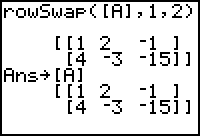 rowSwap([A],1,2)
[[1 2 -1 ]
[4 -3 -15]]
Ans→[A]
[[1 2 -1 ]
[4 -3 -15]]